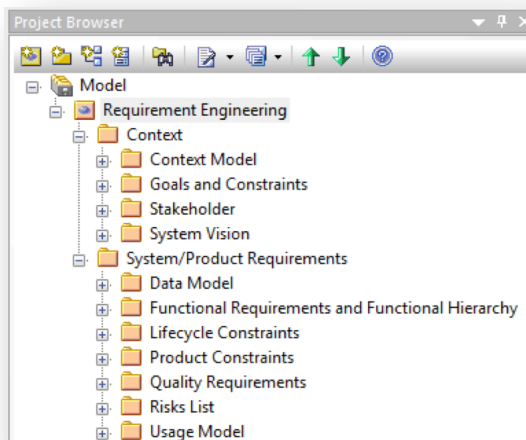 Project Browser
Model
Requirement Engineering
Context
Context Model
Goals and Constraints
Stakeholder
System Vision
System/Product Requirements
Data Model
Functional Requirements and Functional Hierarchy
Lifecycle Constraints
Product Constraints
Quality Requirements
Risks List
Usage Model